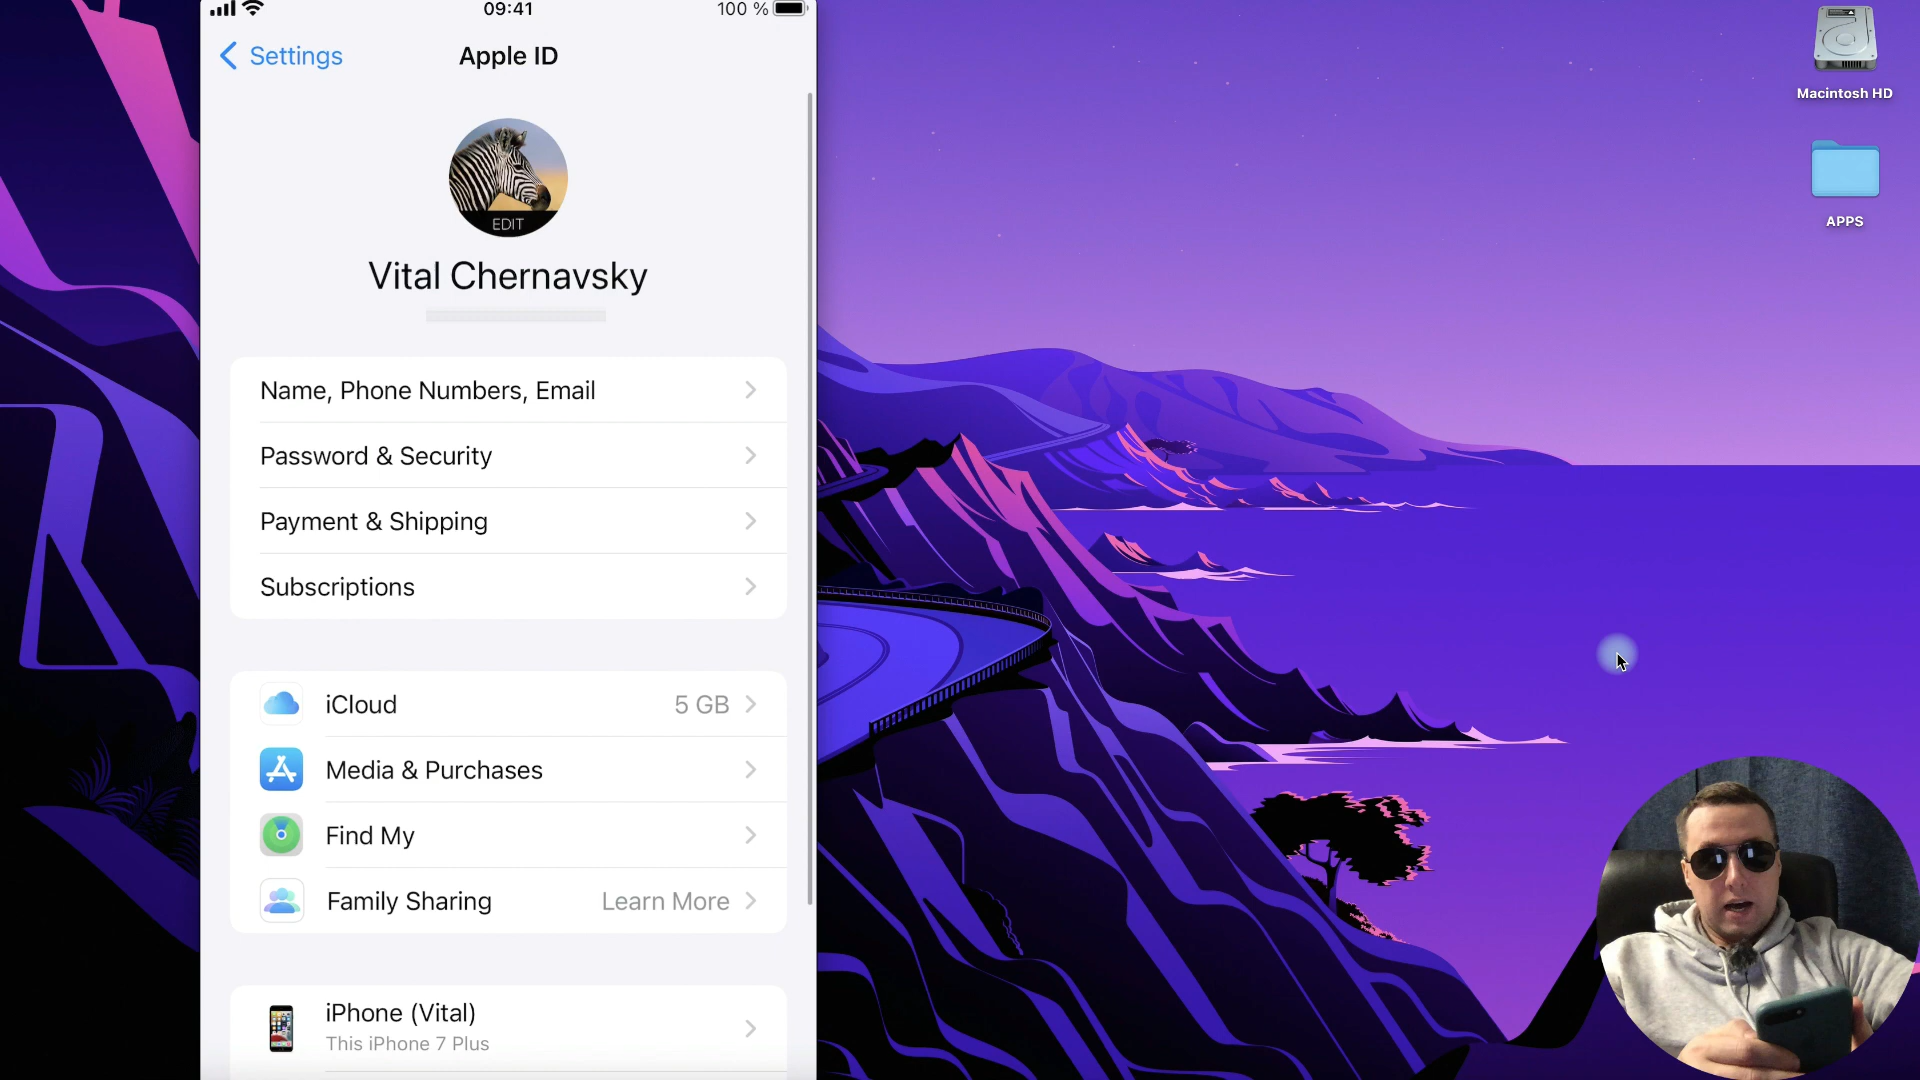 09:41
100 %
Settings
Apple ID
EDIT
Vital Chernavsky
Name, Phone Numbers, Email
Password & Security
Payment & Shipping
Subscriptions
iCloud
5 GB
Media & Purchases
Find My
Family Sharing
Learn More
iPhone (Vital)
This iPhone 7 Plus
Macintosh HD
APPS